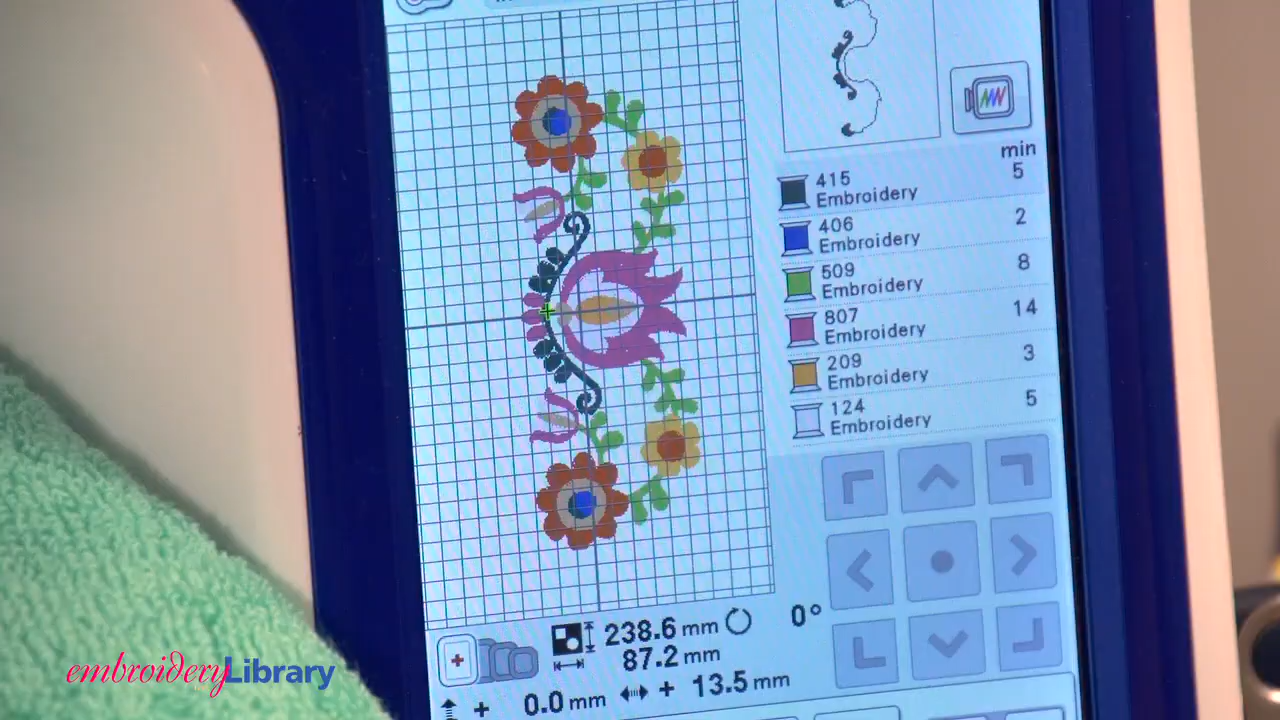 min
415 5
Embroidery
406 2
Embroidery
509 8
Embroidery
807 14
Embroidery
209 3
Embroidery
124 5
Embroidery
238.6 mm 0°
87.2 mm
+ 0.0 mm + 13.5 mm
embroideryLibrary